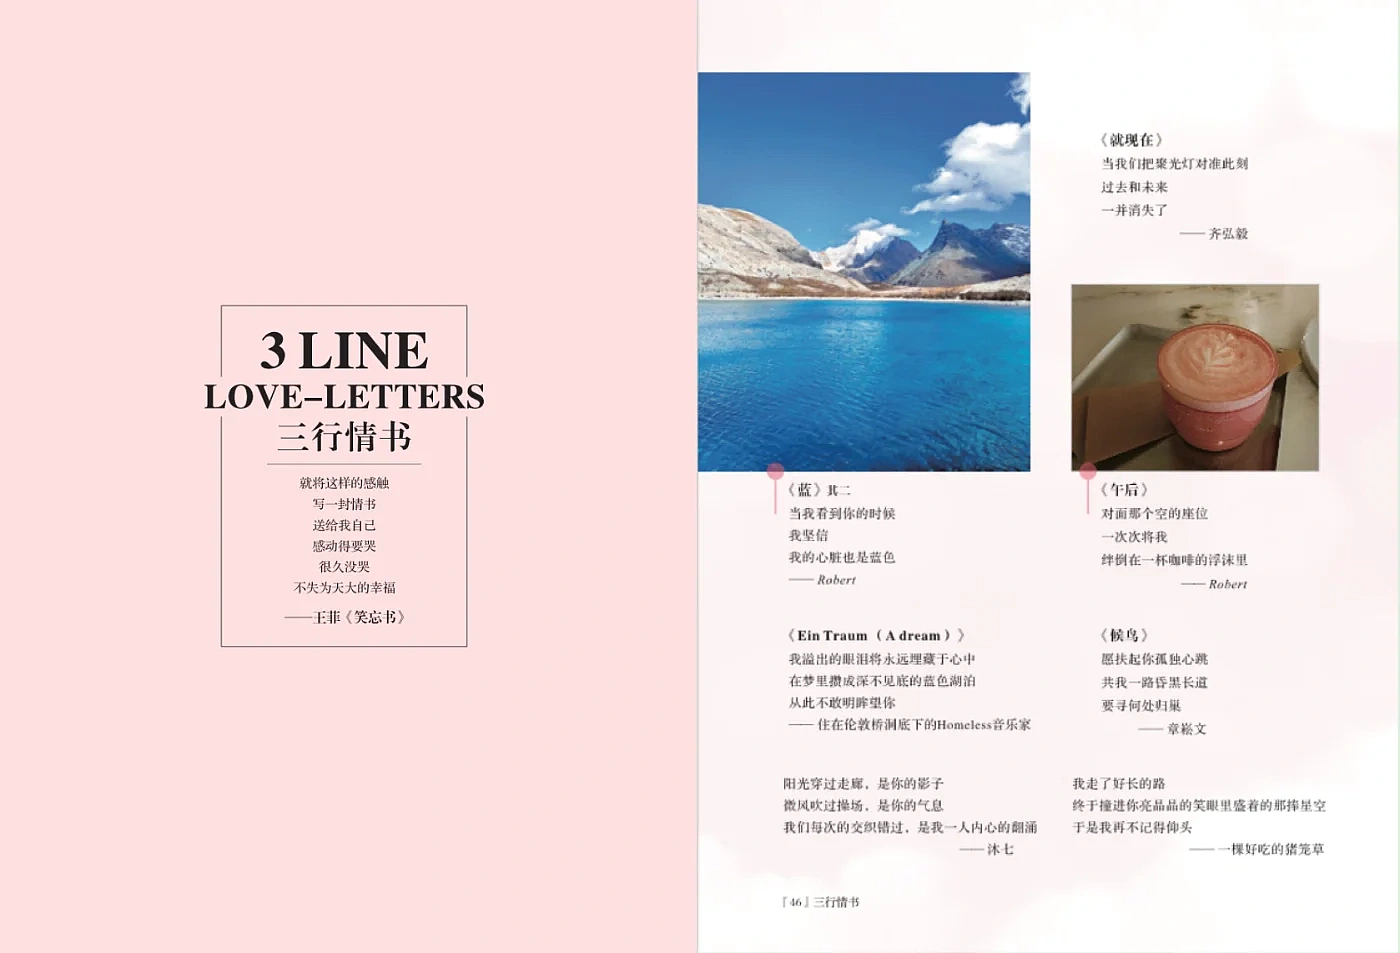 3 LINE
LOVE–LETTERS
三行情书
就将这样的感触
写一封情书
送给我自己
感动得要哭
很久没哭
不失为天大的幸福
——王菲《笑忘书》
《就现在》
当我们把聚光灯对准此刻
过去和未来
一并消失了
—— 齐弘毅
《蓝》其二
当我看到你的时候
我坚信
我的心脏也是蓝色
—— Robert
《午后》
对面那个空的座位
一次次将我
绊倒在一杯咖啡的浮沫里
—— Robert
《Ein Traum（A dream）》
我溢出的眼泪将永远埋藏于心中
在梦里攒成深不见底的蓝色湖泊
从此不敢明眸望你
—— 住在伦敦桥洞底下的Homeless音乐家
《候鸟》
愿扶起你孤独心跳
共我一路昏黑长道
要寻何处归巢
—— 章崧文
阳光穿过走廊，是你的影子
微风吹过操场，是你的气息
我们每次的交织错过，是我一人内心的翻涌
—— 沐七
我走了好长的路
终于撞进你亮晶晶的笑眼里盛着的那捧星空
于是我再不记得仰头
—— 一棵好吃的猪笼草
『46』三行情书